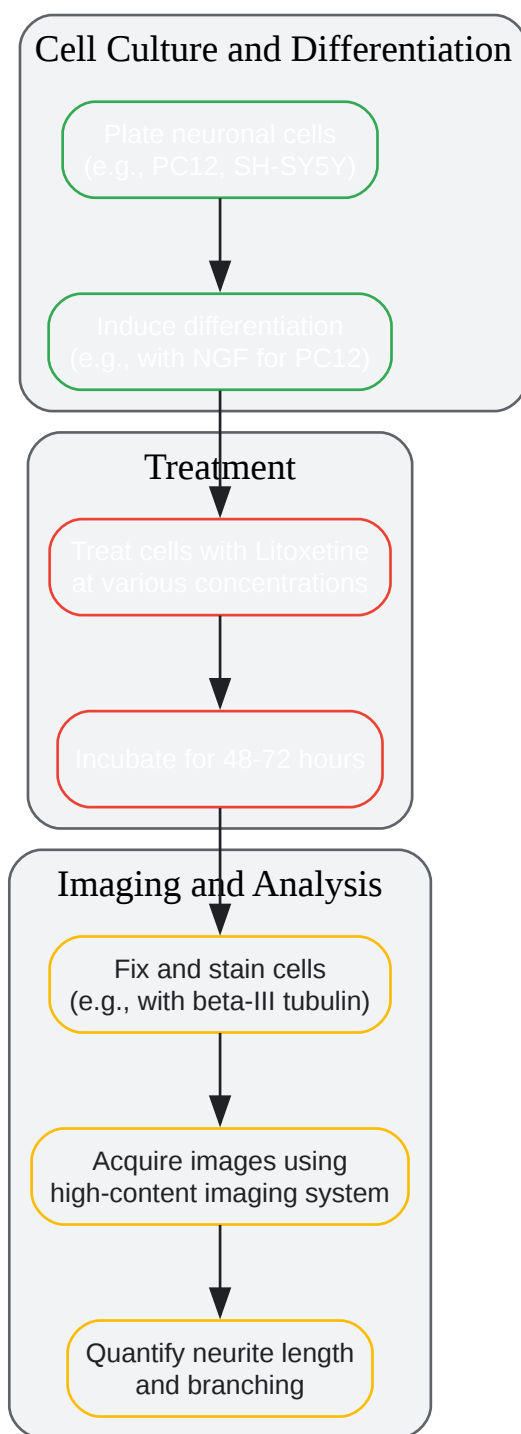 Cell Culture and Differentiation
Plate neuronal cells
(e.g., PC12, SH-SY5Y)
Induce differentiation
(e.g., with NGF for PC12)
Treatment
Treat cells with Litoxetine
at various concentrations
Incubate for 48-72 hours
Imaging and Analysis
Fix and stain cells
(e.g., with beta-III tubulin)
Acquire images using
high-content imaging system
Quantify neurite length
and branching